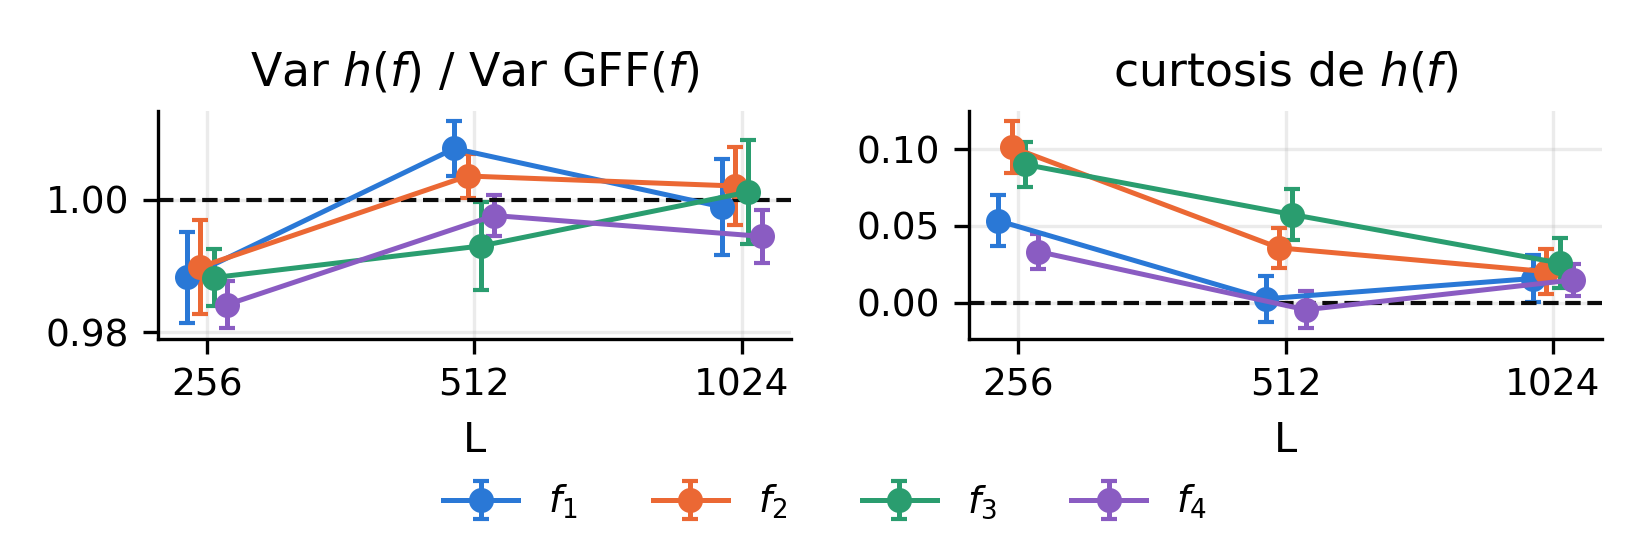 Var h(f) / Var GFF(f)
1.00
0.98
256 512 1024
L
curtosis de h(f)
0.10
0.05
0.00
256 512 1024
L
f1 f2 f3 f4